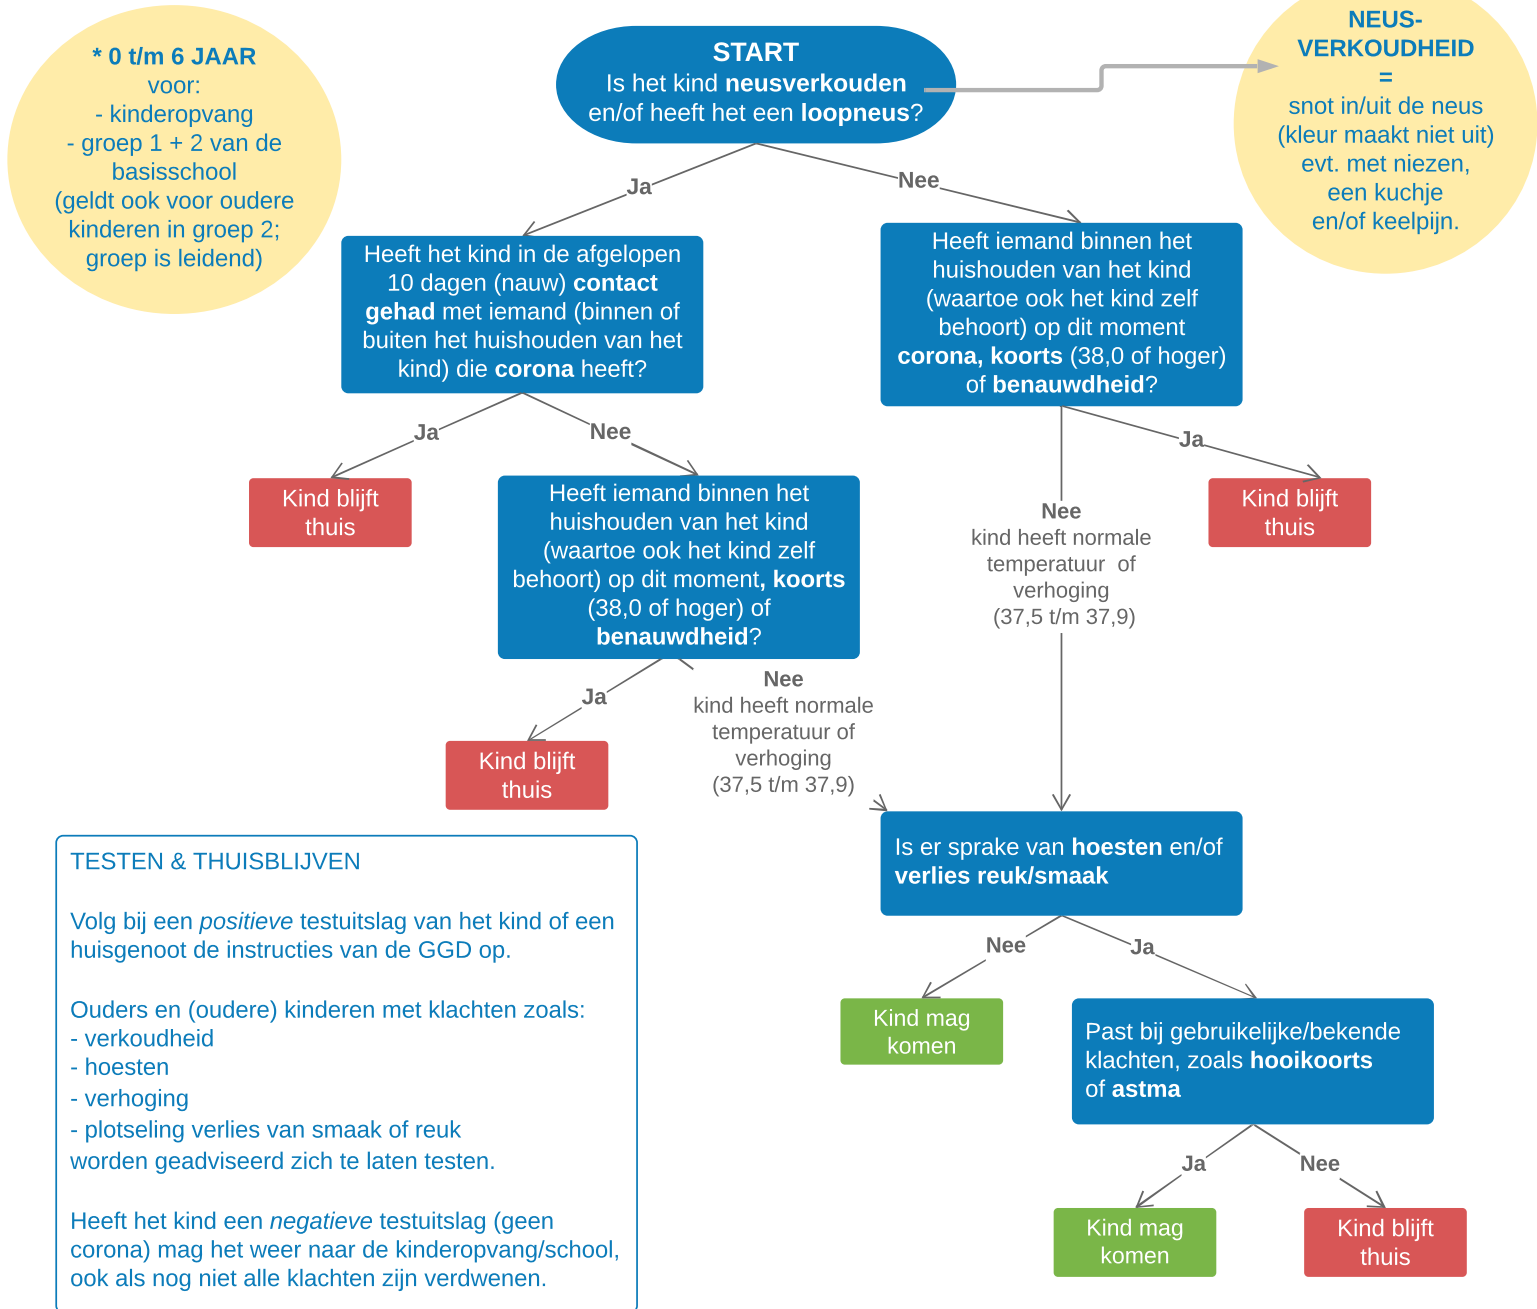 * 0 t/m 6 JAAR
voor:
- kinderopvang
- groep 1 + 2 van de
basisschool
(geldt ook voor oudere
kinderen in groep 2;
groep is leidend)
START
Is het kind neusverkouden
en/of heeft het een loopneus?
NEUS-
VERKOUDHEID
=
snot in/uit de neus
(kleur maakt niet uit)
evt. met niezen,
een kuchje
en/of keelpijn.
Ja
Nee
Heeft het kind in de afgelopen
10 dagen (nauw) contact
gehad met iemand (binnen of
buiten het huishouden van het
kind) die corona heeft?
Heeft iemand binnen het
huishouden van het kind
(waartoe ook het kind zelf
behoort) op dit moment
corona, koorts (38,0 of hoger)
of benauwdheid?
Ja
Nee
Ja
Kind blijft
thuis
Heeft iemand binnen het
huishouden van het kind
(waartoe ook het kind zelf
behoort) op dit moment, koorts
(38,0 of hoger) of
benauwdheid?
Nee
kind heeft normale
temperatuur of
verhoging
(37,5 t/m 37,9)
Kind blijft
thuis
Ja
Nee
kind heeft normale
temperatuur of
verhoging
(37,5 t/m 37,9)
Kind blijft
thuis
Is er sprake van hoesten en/of
verlies reuk/smaak
Nee
Ja
Kind mag
komen
Past bij gebruikelijke/bekende
klachten, zoals hooikoorts
of astma
Ja
Nee
Kind mag
komen
Kind blijft
thuis
TESTEN & THUISBLIJVEN
Volg bij een positieve testuitslag van het kind of een
huisgenoot de instructies van de GGD op.
Ouders en (oudere) kinderen met klachten zoals:
- verkoudheid
- hoesten
- verhoging
- plotseling verlies van smaak of reuk
worden geadviseerd zich te laten testen.
Heeft het kind een negatieve testuitslag (geen
corona) mag het weer naar de kinderopvang/school,
ook als nog niet alle klachten zijn verdwenen.